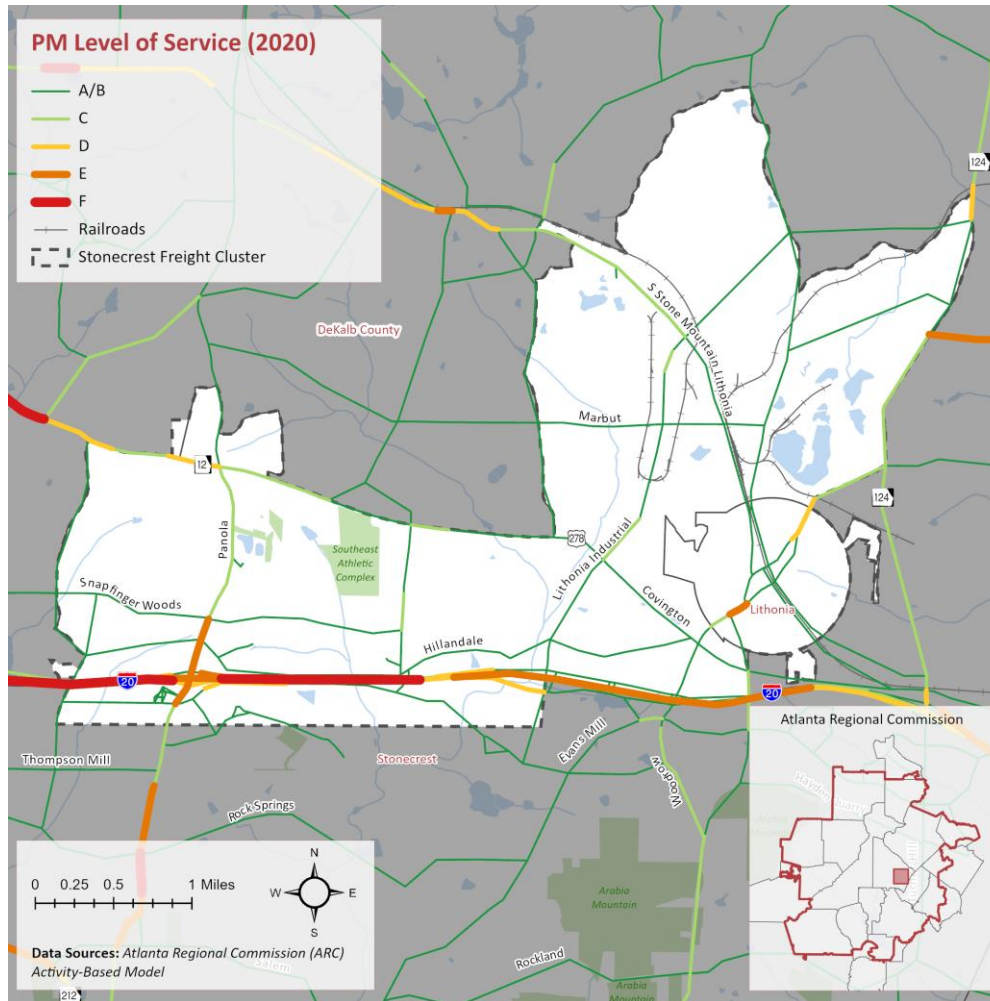 PM Level of Service (2020)
A/B
C
D
E
F
Railroads
Stonecrest Freight Cluster
124
DeKalb County
S Stone Mountain Lithonia
Marbut
12
124
Panola
278
Southeast
Athletic
Complex
Lithonia Industrial
Snapfinger Woods
Covington
Lithonia
Hillandale
20
20
Atlanta Regional Commission
Evans Mill
Thompson Mill
Stonecrest
Woodrow
Rock Springs
N
W
E
S
0 0.25 0.5 1 Miles
Arabia
Mountain
Data Sources: Atlanta Regional Commission (ARC)
Activity-Based Model
Rockland
Arabia
Mountain
212